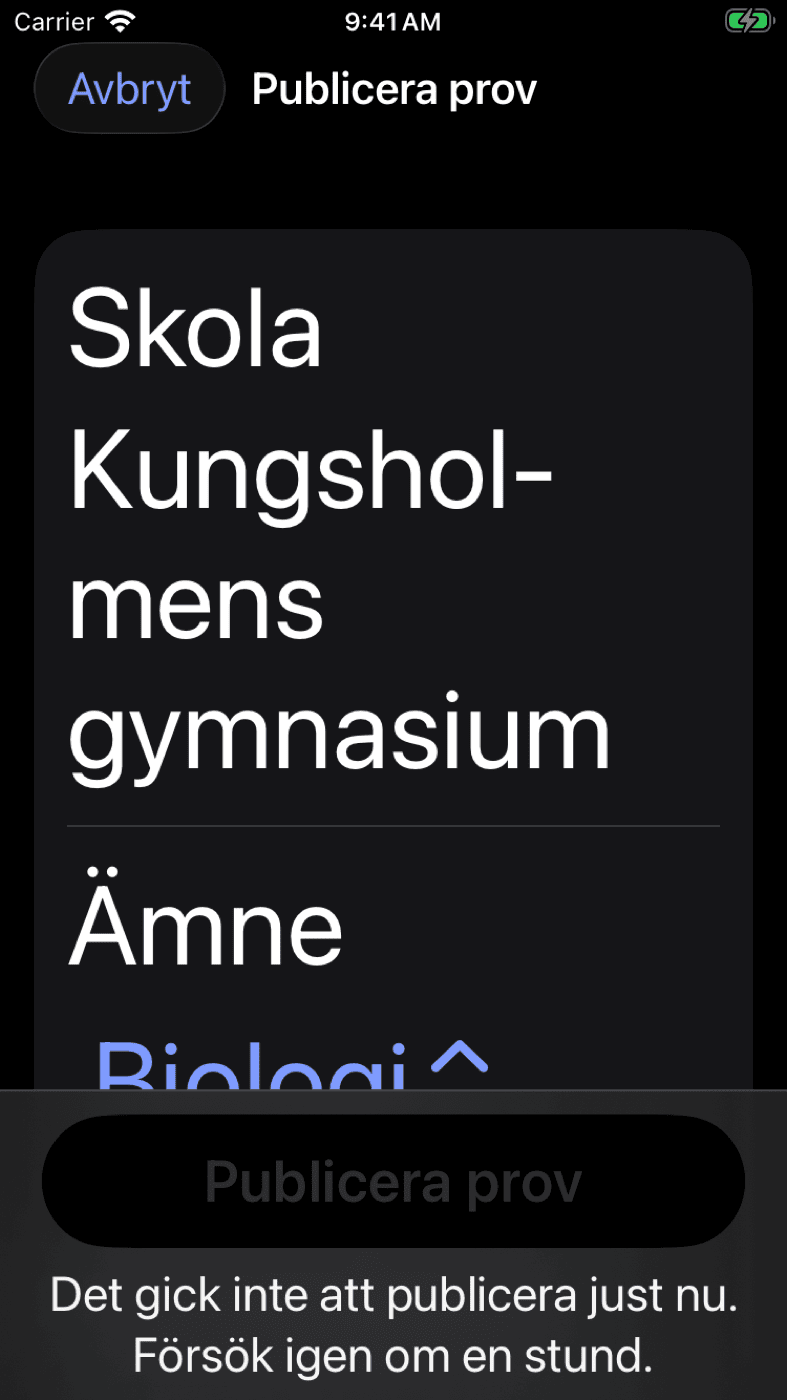 Carrier 9:41 AM
Avbryt Publicera prov
Skola
Kungshol-
mens
gymnasium
Ämne
Biologi
Publicera prov
Det gick inte att publicera just nu.
Försök igen om en stund.